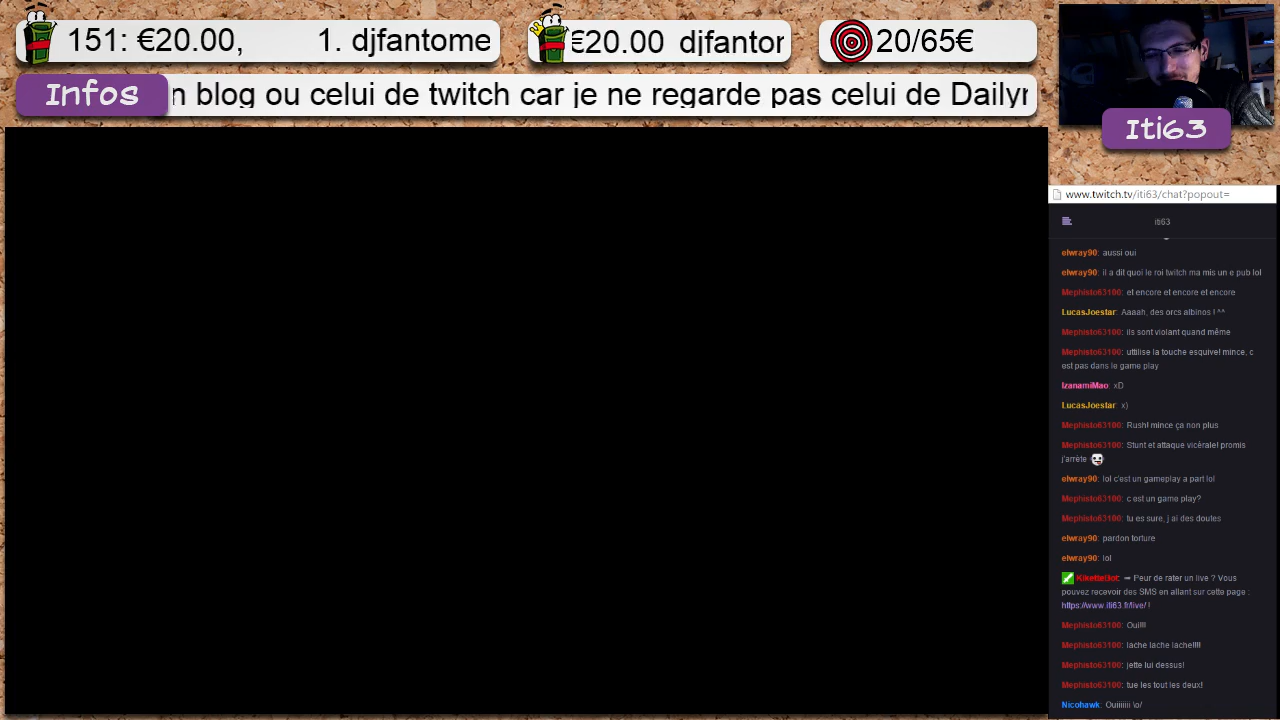 151: €20.00,
1. djfantome
€20.00 djfantor
20/65€
Infos
n blog ou celui de twitch car je ne regarde pas celui de Dailyr
Iti63
www.twitch.tv/iti63/chat?popout=
iti63
elwray90: aussi oui
elwray90: il a dit quoi le roi twitch ma mis un e pub lol
Mephisto63100: et encore et encore et encore
LucasJoestar: Aaaah, des orcs albinos ! ^^
Mephisto63100: ils sont violant quand même
Mephisto63100: uttilise la touche esquive! mince, c
est pas dans le game play
IzanamiMao: xD
LucasJoestar: x)
Mephisto63100: Rush! mince ça non plus
Mephisto63100: Stunt et attaque vicérale! promis
j'arrète
elwray90: lol c'est un gameplay a part lol
Mephisto63100: c est un game play?
Mephisto63100: tu es sure, j ai des doutes
elwray90: pardon torture
elwray90: lol
KiketteBot: ➡ Peur de rater un live ? Vous
pouvez recevoir des SMS en allant sur cette page :
https://www.iti63.fr/live/ !
Mephisto63100: Oui!!!
Mephisto63100: lache lache lache!!!!
Mephisto63100: jette lui dessus!
Mephisto63100: tue les tout les deux!
Nicohawk: Ouiiiiiii \o/